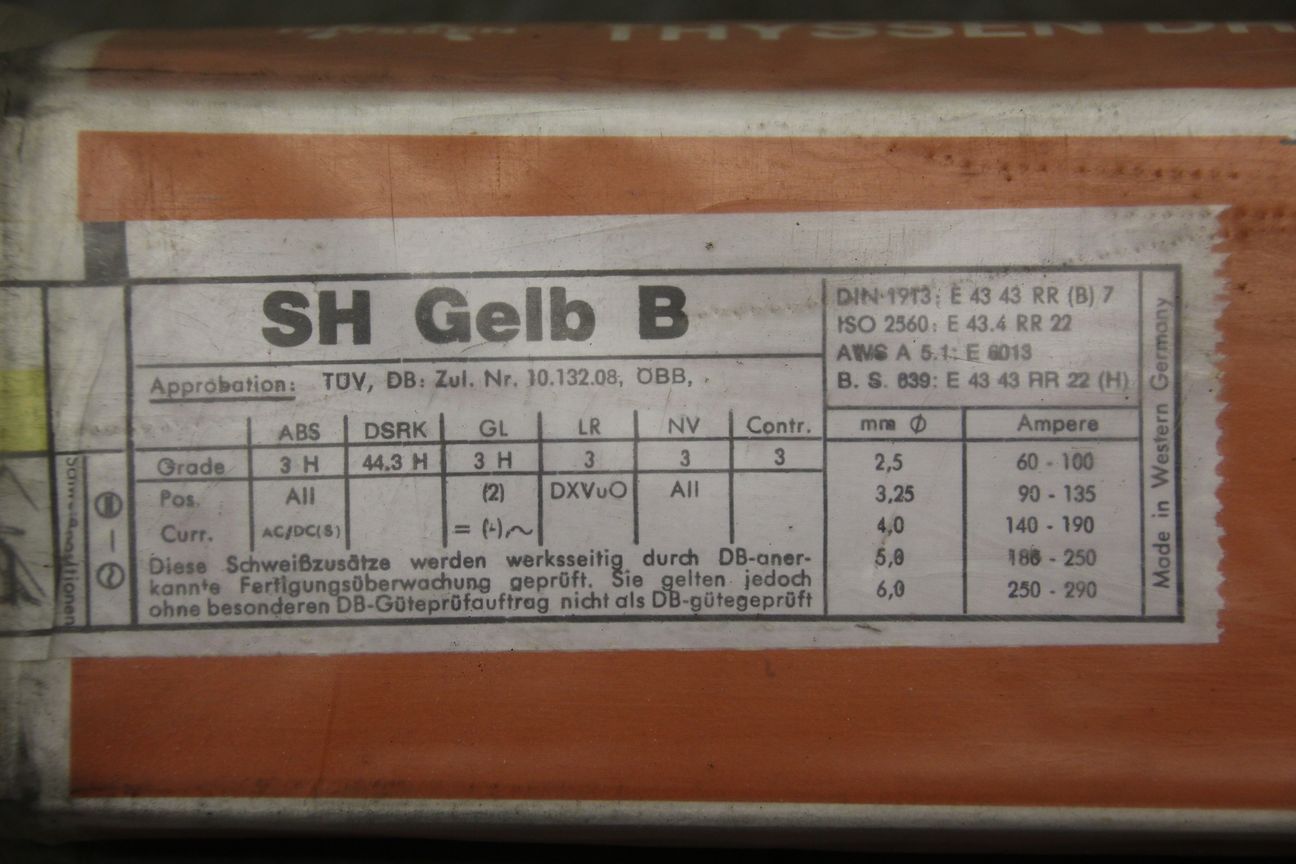 THYSSEN DR
SH Gelb B
Approbation: TÜV, DB: Zul. Nr. 10.132.08, ÖBB,
ABS DSRK GL LR NV Contr.
Grade 3 H 44.3 H 3 H 3 3 3
Pos. All (2) DXVuO All
Curr. AC/DC(S) = (-) ~
Diese Schweißzusätze werden werksseitig durch DB-aner-
kannte Fertigungsüberwachung geprüft. Sie gelten jedoch
ohne besonderen DB-Güteprüfauftrag nicht als DB-gütegeprüft
DIN 1913: E 43 43 RR (B) 7
ISO 2560: E 43.4 RR 22
AWS A 5.1: E 6013
B. S. 639: E 43 43 RR 22 (H)
mm Ø Ampere
2,5 60 - 100
3,25 90 - 135
4,0 140 - 190
5,0 180 - 250
6,0 250 - 290
Made in Western Germany